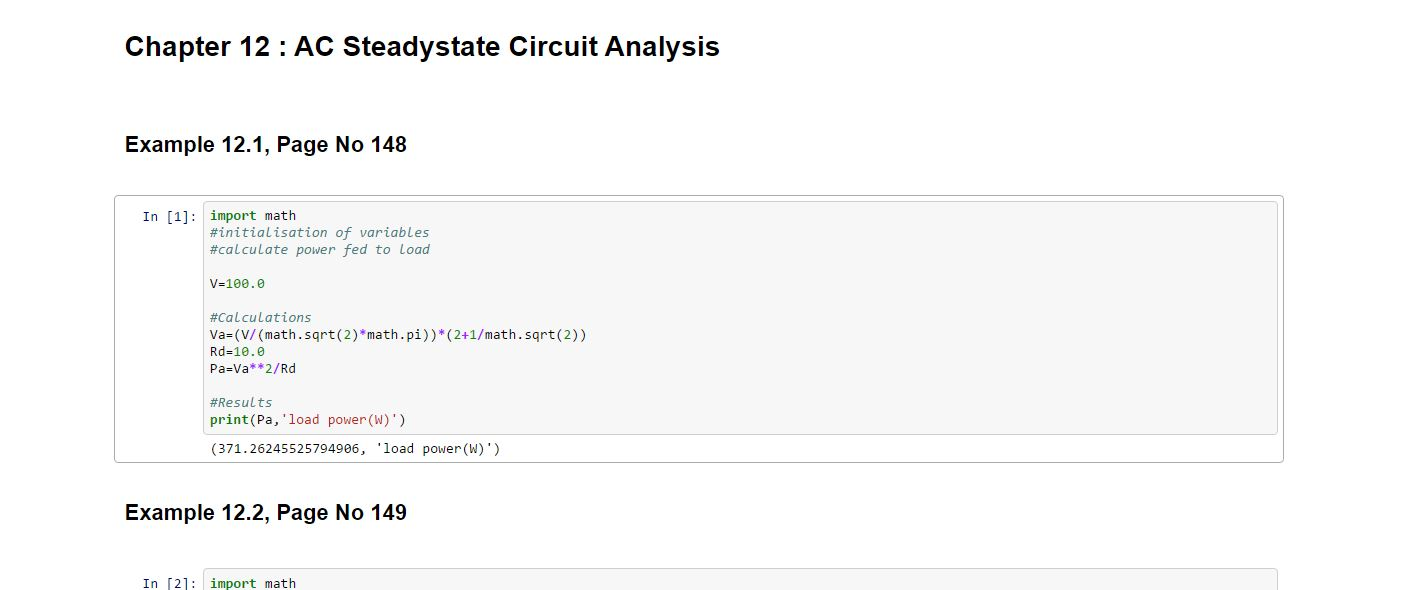 Chapter 12 : AC Steadystate Circuit Analysis
Example 12.1, Page No 148
In [1]: import math
#initialisation of variables
#calculate power fed to load
V=100.0
#Calculations
Va=(V/(math.sqrt(2)*math.pi))*(2+1/math.sqrt(2))
Rd=10.0
Pa=Va**2/Rd
#Results
print(Pa,'load power(W)')
(371.26245525794906, 'load power(W)')
Example 12.2, Page No 149
In [2]: import math